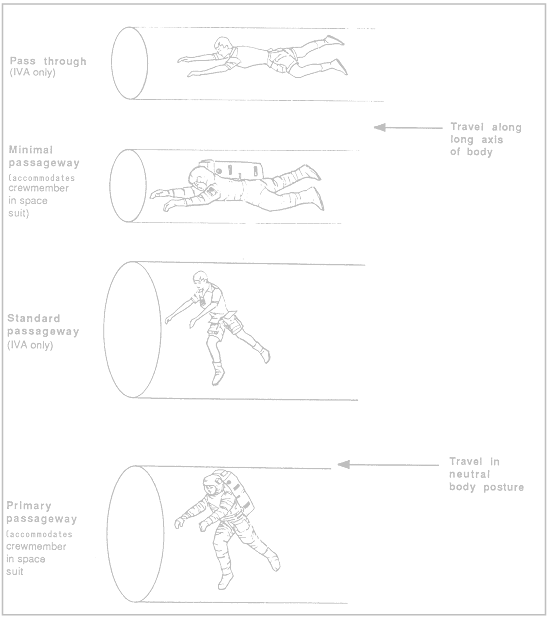 Pass through
(IVA only)
Travel along
long axis
of body
Minimal
passageway
(accommodates
crewmember
in space
suit)
Standard
passageway
(IVA only)
Travel in
neutral
body posture
Primary
passageway
(accommodates
crewmember
in space
suit